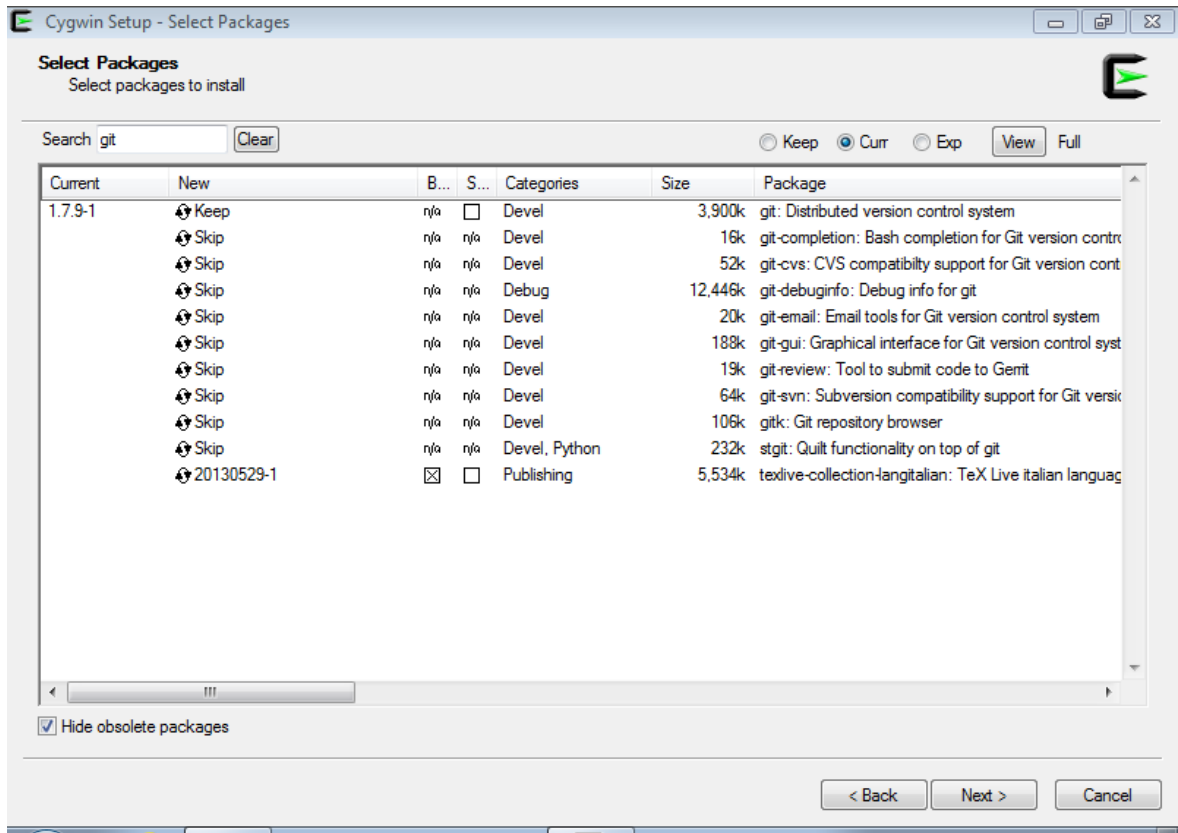 Cygwin Setup - Select Packages
Select Packages
Select packages to install
Search git Clear Keep Curr Exp View Full
Current New B... S... Categories Size Package
1.7.9-1 Keep n/a Devel 3,900k git: Distributed version control system
Skip n/a n/a Devel 16k git-completion: Bash completion for Git version contro
Skip n/a n/a Devel 52k git-cvs: CVS compatibilty support for Git version cont
Skip n/a n/a Debug 12,446k git-debuginfo: Debug info for git
Skip n/a n/a Devel 20k git-email: Email tools for Git version control system
Skip n/a n/a Devel 188k git-gui: Graphical interface for Git version control syst
Skip n/a n/a Devel 19k git-review: Tool to submit code to Gerrit
Skip n/a n/a Devel 64k git-svn: Subversion compatibility support for Git versio
Skip n/a n/a Devel 106k gitk: Git repository browser
Skip n/a n/a Devel, Python 232k stgit: Quilt functionality on top of git
20130529-1 Publishing 5,534k texlive-collection-langitalian: TeX Live italian languag
Hide obsolete packages
< Back Next > Cancel